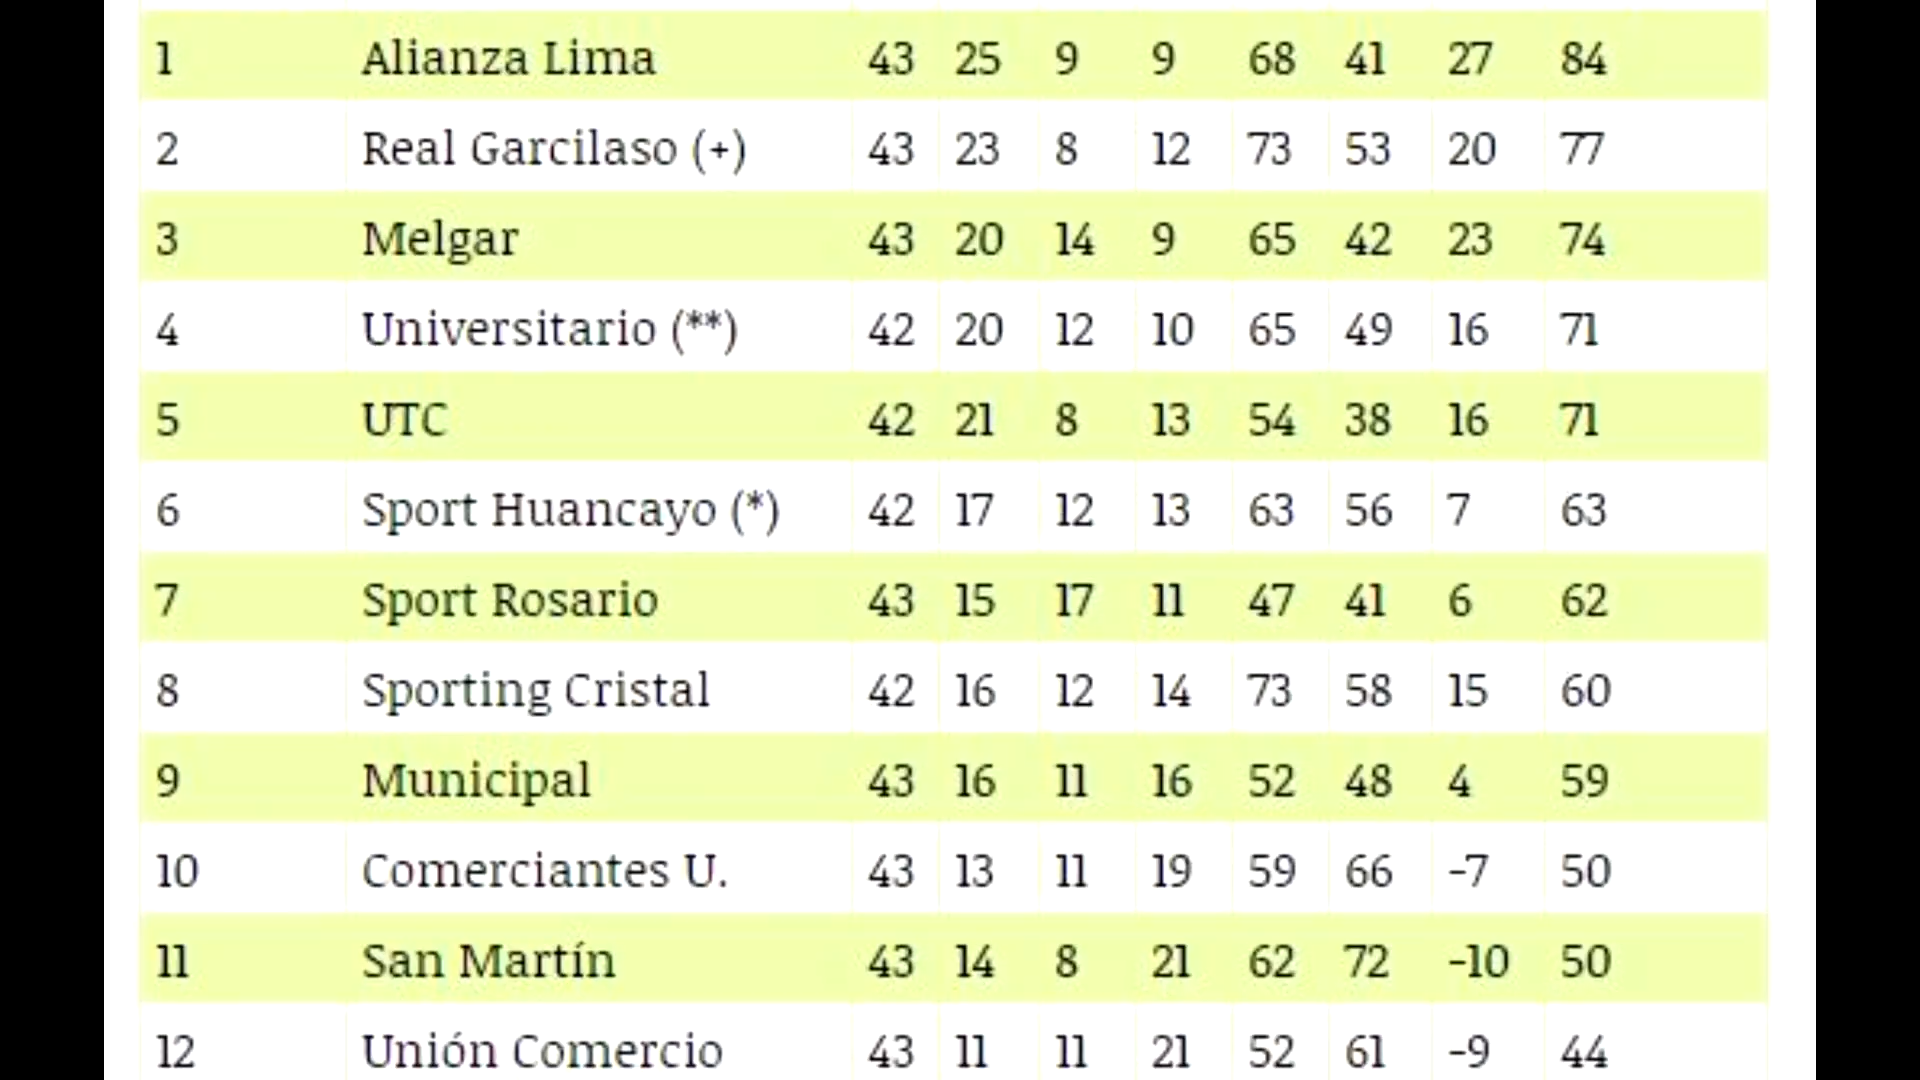 1 Alianza Lima 43 25 9 9 68 41 27 84
2 Real Garcilaso (+) 43 23 8 12 73 53 20 77
3 Melgar 43 20 14 9 65 42 23 74
4 Universitario (**) 42 20 12 10 65 49 16 71
5 UTC 42 21 8 13 54 38 16 71
6 Sport Huancayo (*) 42 17 12 13 63 56 7 63
7 Sport Rosario 43 15 17 11 47 41 6 62
8 Sporting Cristal 42 16 12 14 73 58 15 60
9 Municipal 43 16 11 16 52 48 4 59
10 Comerciantes U. 43 13 11 19 59 66 -7 50
11 San Martín 43 14 8 21 62 72 -10 50
12 Unión Comercio 43 11 11 21 52 61 -9 44